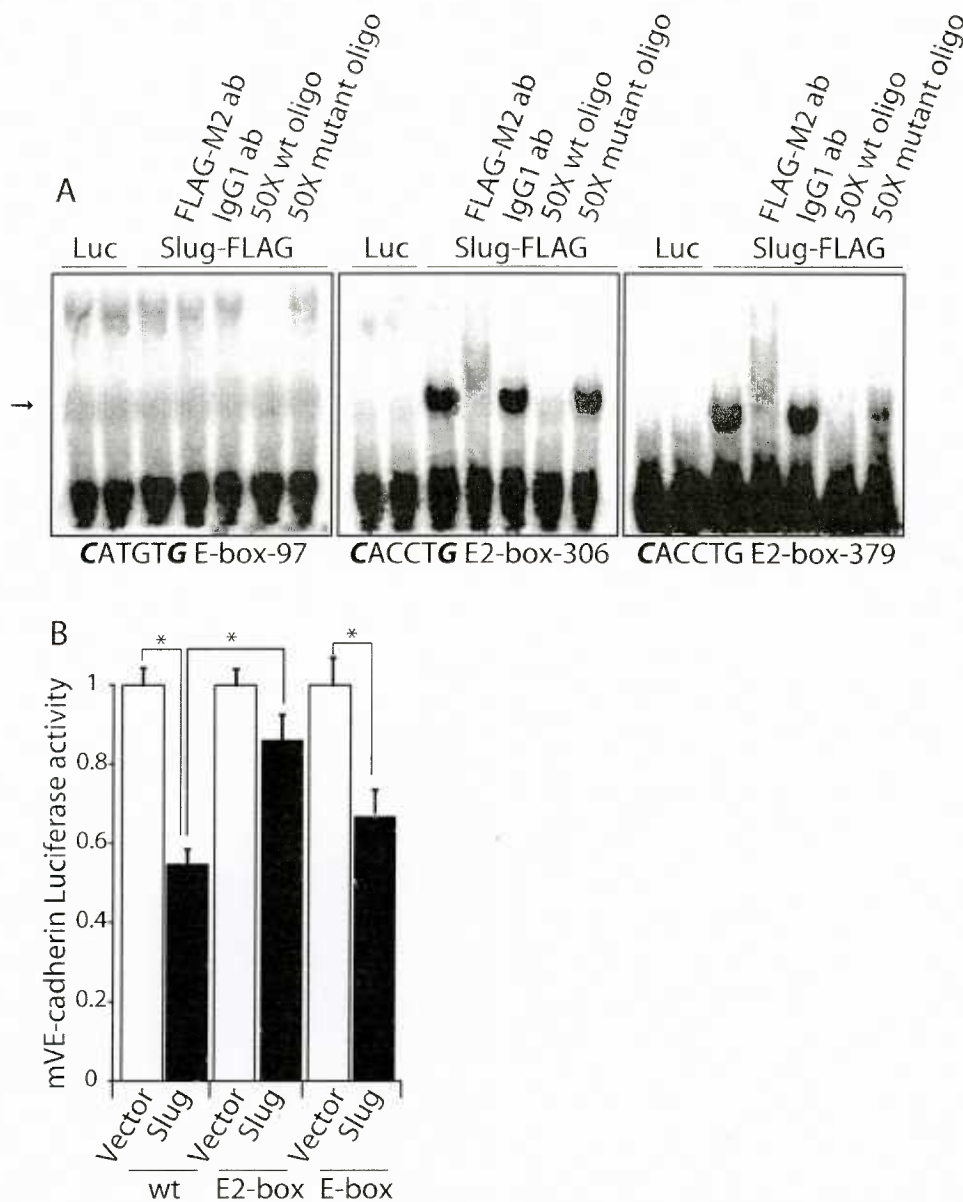 A
FLAG-M2 ab
IgG1 ab
50X wt oligo
50X mutant oligo
FLAG-M2 ab
IgG1 ab
50X wt oligo
50X mutant oligo
FLAG-M2 ab
IgG1 ab
50X wt oligo
50X mutant oligo
Luc Slug-FLAG Luc Slug-FLAG Luc Slug-FLAG
→
CATGTG E-box-97 CACCTG E2-box-306 CACCTG E2-box-379
B
* * *
mVE-cadherin Luciferase activity
1
0.8
0.6
0.4
0.2
0
Vector Slug Vector Slug Vector Slug
wt E2-box E-box